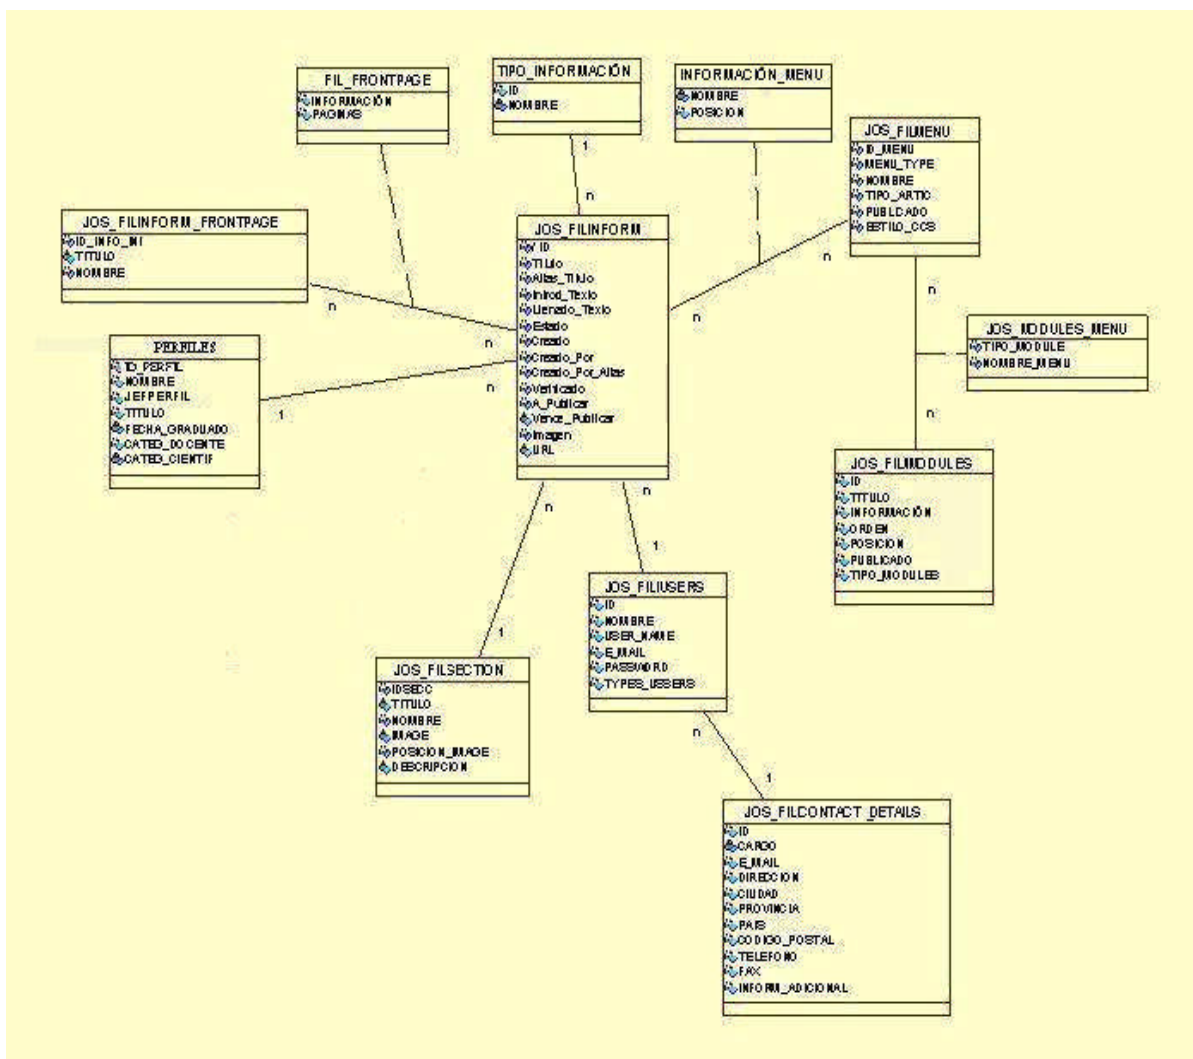 FIL_FRONTPAGE
INFORMACIÓN
PAGINAS
TIPO_INFORMACIÓN
ID
NOMBRE
INFORMACIÓN_MENU
NOMBRE
POSICION
JOS_FILMENU
ID_MENU
MENU_TYPE
NOMBRE
TIPO_ARTIC
PUBLCADO
ESTILO_CCS
1
n
JOS_FILINFORM_FRONTPAGE
ID_INFO_INI
TITULO
NOMBRE
n
n
JOS_FILINFORM
ID
Titulo
Alias_Titulo
Introd_Texto
Llenado_Texto
Estado
Creado
Creado_Por
Creado_Por_Alias
Verificado
A_Publicar
Vence_Publicar
Imagen
URL
n
n
n
n
JOS_MODULES_MENU
TIPO_MODULE
NOMBRE_MENU
PERFILES
ID_PERFIL
NOMBRE
JEFPERFIL
TITULO
FECHA_GRADUADO
CATEG_DOCENTE
CATEG_CIENTIF
1
n
JOS_FILMODULES
ID
TITULO
INFORMACIÓN
ORDEN
POSICION
PUBLICADO
TIPO_MODULES
n
n
1
1
JOS_FILIUSERS
ID
NOMBRE
USER_NAME
E_MAIL
PASSWORD
TYPES_USSERS
JOS_FILSECTION
IDSECC
TITULO
NOMBRE
IMAGE
POSICION_IMAGE
DESCRIPCION
n
1
JOS_FILCONTACT_DETAILS
ID
CARGO
E_MAIL
DIRECCION
CIUDAD
PROVINCIA
PAIS
CODIGO_POSTAL
TELEFONO
FAX
INFORM_ADICIONAL